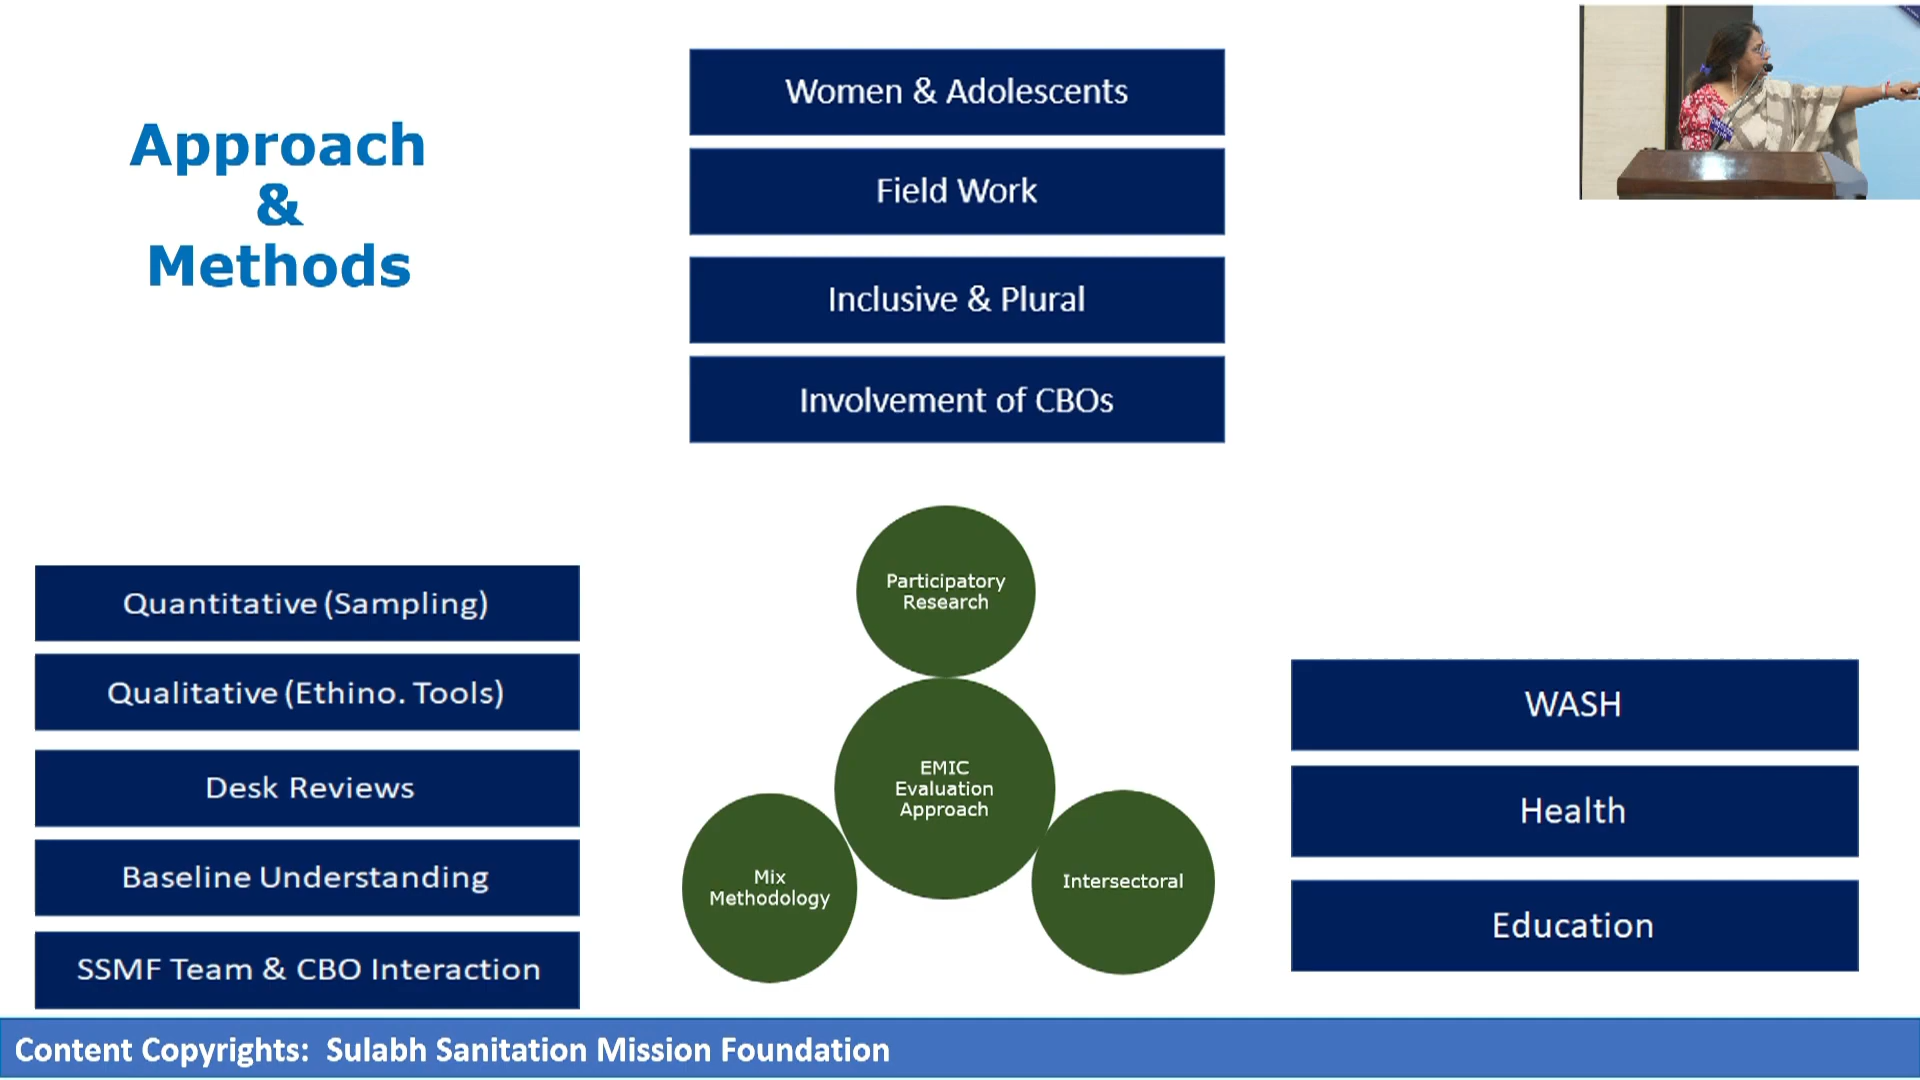 Approach
&
Methods
Women & Adolescents
Field Work
Inclusive & Plural
Involvement of CBOs
Quantitative (Sampling)
Qualitative (Ethino. Tools)
Desk Reviews
Baseline Understanding
SSMF Team & CBO Interaction
Participatory
Research
EMIC
Evaluation
Approach
Mix
Methodology
Intersectoral
WASH
Health
Education
Content Copyrights: Sulabh Sanitation Mission Foundation